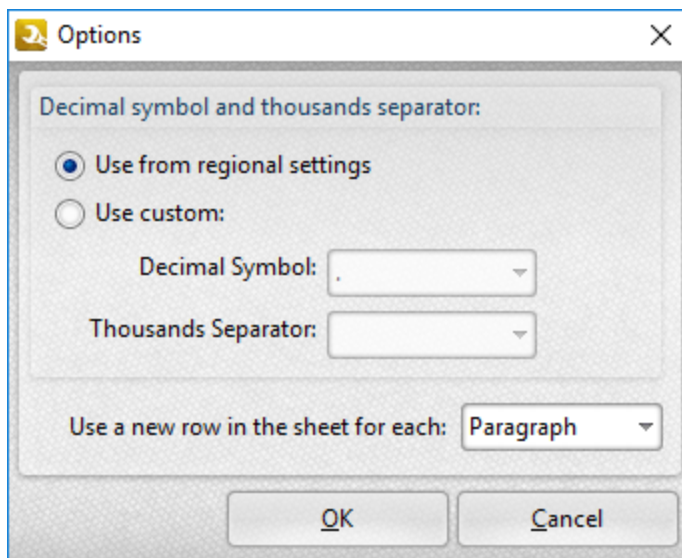 Options
Decimal symbol and thousands separator:
Use from regional settings
Use custom:
Decimal Symbol: .
Thousands Separator:
Use a new row in the sheet for each: Paragraph
OK Cancel